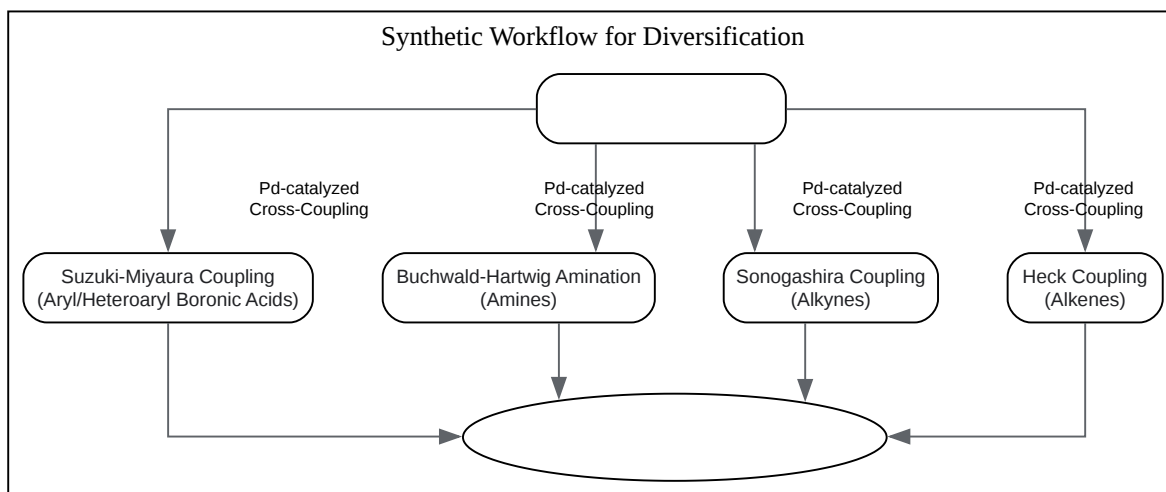 Synthetic Workflow for Diversification
Pd-catalyzed
Cross-Coupling
Pd-catalyzed
Cross-Coupling
Pd-catalyzed
Cross-Coupling
Pd-catalyzed
Cross-Coupling
Suzuki-Miyaura Coupling
(Aryl/Heteroaryl Boronic Acids)
Buchwald-Hartwig Amination
(Amines)
Sonogashira Coupling
(Alkynes)
Heck Coupling
(Alkenes)